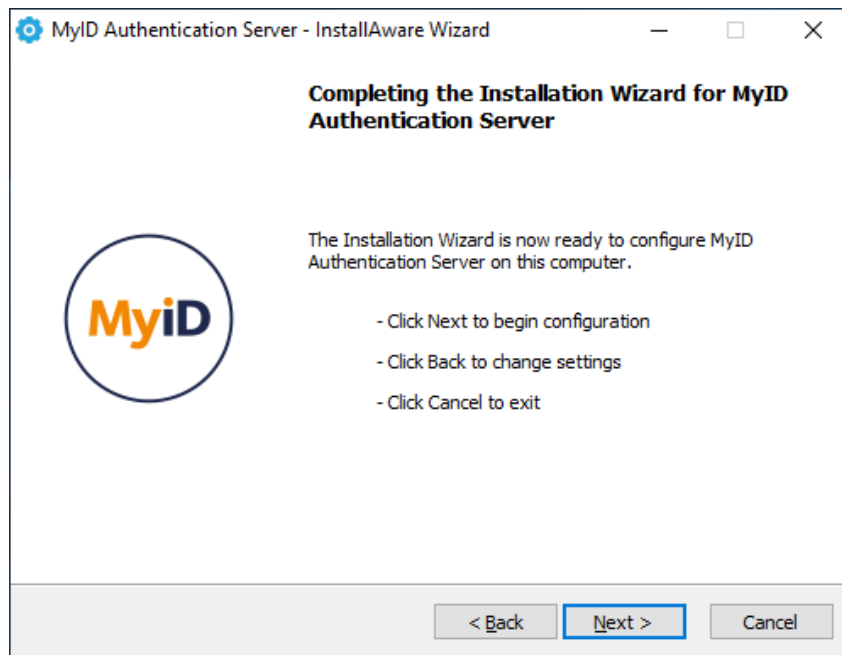 MyID Authentication Server - InstallAware Wizard
Completing the Installation Wizard for MyID
Authentication Server
The Installation Wizard is now ready to configure MyID
Authentication Server on this computer.
MyiD
- Click Next to begin configuration
- Click Back to change settings
- Click Cancel to exit
< Back
Next >
Cancel